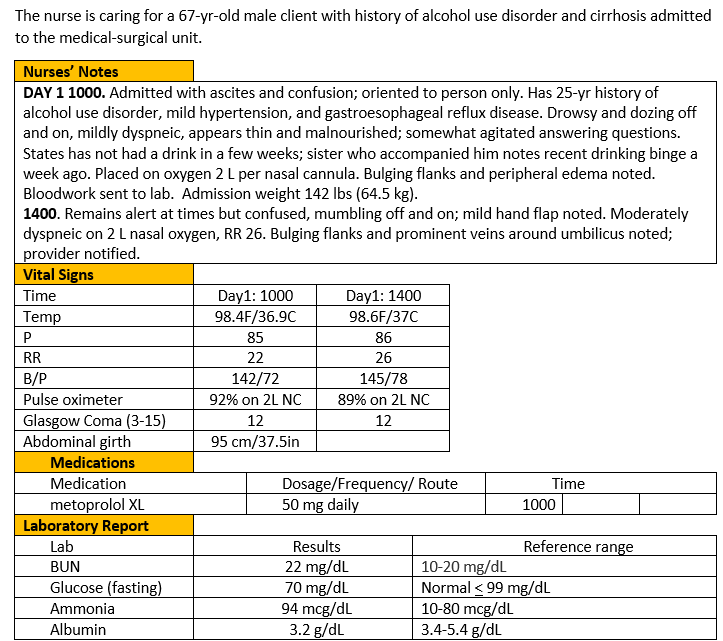 The nurse is caring for a 67-yr-old male client with history of alcohol use disorder and cirrhosis admitted
to the medical-surgical unit.
Nurses’ Notes
DAY 1 1000. Admitted with ascites and confusion; oriented to person only. Has 25-yr history of
alcohol use disorder, mild hypertension, and gastroesophageal reflux disease. Drowsy and dozing off
and on, mildly dyspneic, appears thin and malnourished; somewhat agitated answering questions.
States has not had a drink in a few weeks; sister who accompanied him notes recent drinking binge a
week ago. Placed on oxygen 2 L per nasal cannula. Bulging flanks and peripheral edema noted.
Bloodwork sent to lab.  Admission weight 142 lbs (64.5 kg).
1400. Remains alert at times but confused, mumbling off and on; mild hand flap noted. Moderately
dyspneic on 2 L nasal oxygen, RR 26. Bulging flanks and prominent veins around umbilicus noted;
provider notified.
Vital Signs
Time Day1: 1000 Day1: 1400
Temp 98.4F/36.9C 98.6F/37C
P 85 86
RR 22 26
B/P 142/72 145/78
Pulse oximeter 92% on 2L NC 89% on 2L NC
Glasgow Coma (3-15) 12 12
Abdominal girth 95 cm/37.5in
Medications
Medication Dosage/Frequency/ Route Time
metoprolol XL 50 mg daily 1000
Laboratory Report
Lab Results Reference range
BUN 22 mg/dL 10-20 mg/dL
Glucose (fasting) 70 mg/dL Normal ≤ 99 mg/dL
Ammonia 94 mcg/dL 10-80 mcg/dL
Albumin 3.2 g/dL 3.4-5.4 g/dL